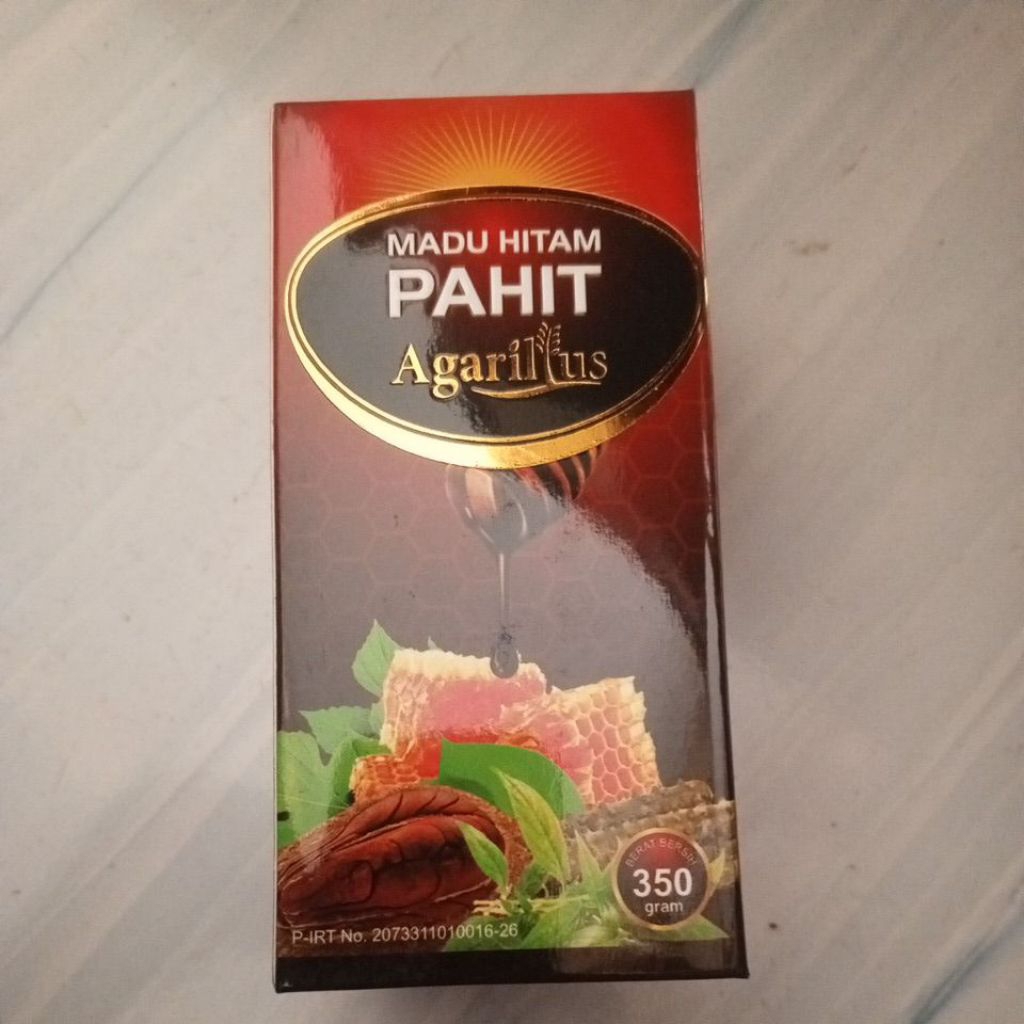 MADU HITAM
PAHIT
Agarillus
BERAT BERSIH
350
gram
P-IRT No. 2073311010016-26